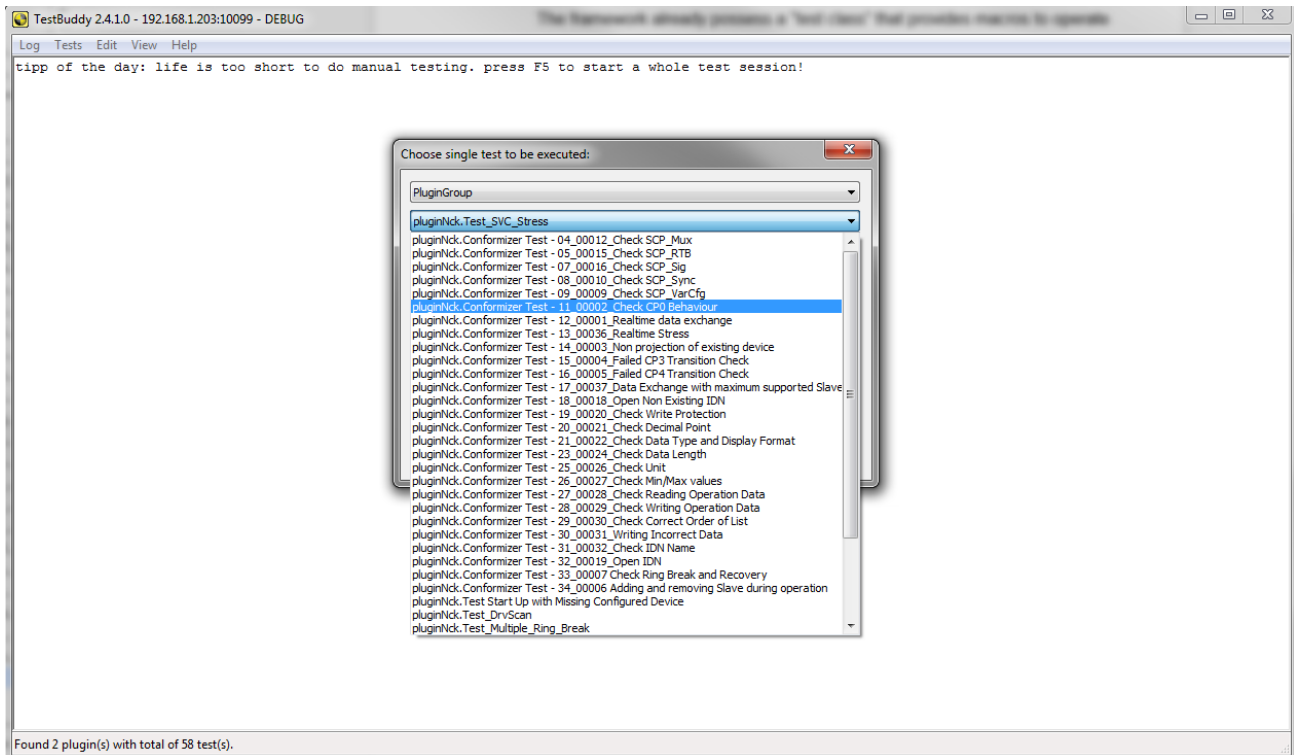 TestBuddy 2.4.1.0 - 192.168.1.203:10099 - DEBUG
The framework already possess a "test class" that provides macros to operate
Log Tests Edit View Help
tipp of the day: life is too short to do manual testing. press F5 to start a whole test session!
Choose single test to be executed:
PluginGroup
pluginNck.Test_SVC_Stress
pluginNck.Conformizer Test - 04_00012_Check SCP_Mux
pluginNck.Conformizer Test - 05_00015_Check SCP_RTB
pluginNck.Conformizer Test - 07_00016_Check SCP_Sig
pluginNck.Conformizer Test - 08_00010_Check SCP_Sync
pluginNck.Conformizer Test - 09_00009_Check SCP_VarCfg
pluginNck.Conformizer Test - 11_00002_Check CP0 Behaviour
pluginNck.Conformizer Test - 12_00001_Realtime data exchange
pluginNck.Conformizer Test - 13_00036_Realtime Stress
pluginNck.Conformizer Test - 14_00003_Non projection of existing device
pluginNck.Conformizer Test - 15_00004_Failed CP3 Transition Check
pluginNck.Conformizer Test - 16_00005_Failed CP4 Transition Check
pluginNck.Conformizer Test - 17_00037_Data Exchange with maximum supported Slave
pluginNck.Conformizer Test - 18_00018_Open Non Existing IDN
pluginNck.Conformizer Test - 19_00020_Check Write Protection
pluginNck.Conformizer Test - 20_00021_Check Decimal Point
pluginNck.Conformizer Test - 21_00022_Check Data Type and Display Format
pluginNck.Conformizer Test - 23_00024_Check Data Length
pluginNck.Conformizer Test - 25_00026_Check Unit
pluginNck.Conformizer Test - 26_00027_Check Min/Max values
pluginNck.Conformizer Test - 27_00028_Check Reading Operation Data
pluginNck.Conformizer Test - 28_00029_Check Writing Operation Data
pluginNck.Conformizer Test - 29_00030_Check Correct Order of List
pluginNck.Conformizer Test - 30_00031_Writing Incorrect Data
pluginNck.Conformizer Test - 31_00032_Check IDN Name
pluginNck.Conformizer Test - 32_00019_Open IDN
pluginNck.Conformizer Test - 33_00007 Check Ring Break and Recovery
pluginNck.Conformizer Test - 34_00006 Adding and removing Slave during operation
pluginNck.Test Start Up with Missing Configured Device
pluginNck.Test_DrvScan
pluginNck.Test_Multiple_Ring_Break
Found 2 plugin(s) with total of 58 test(s).